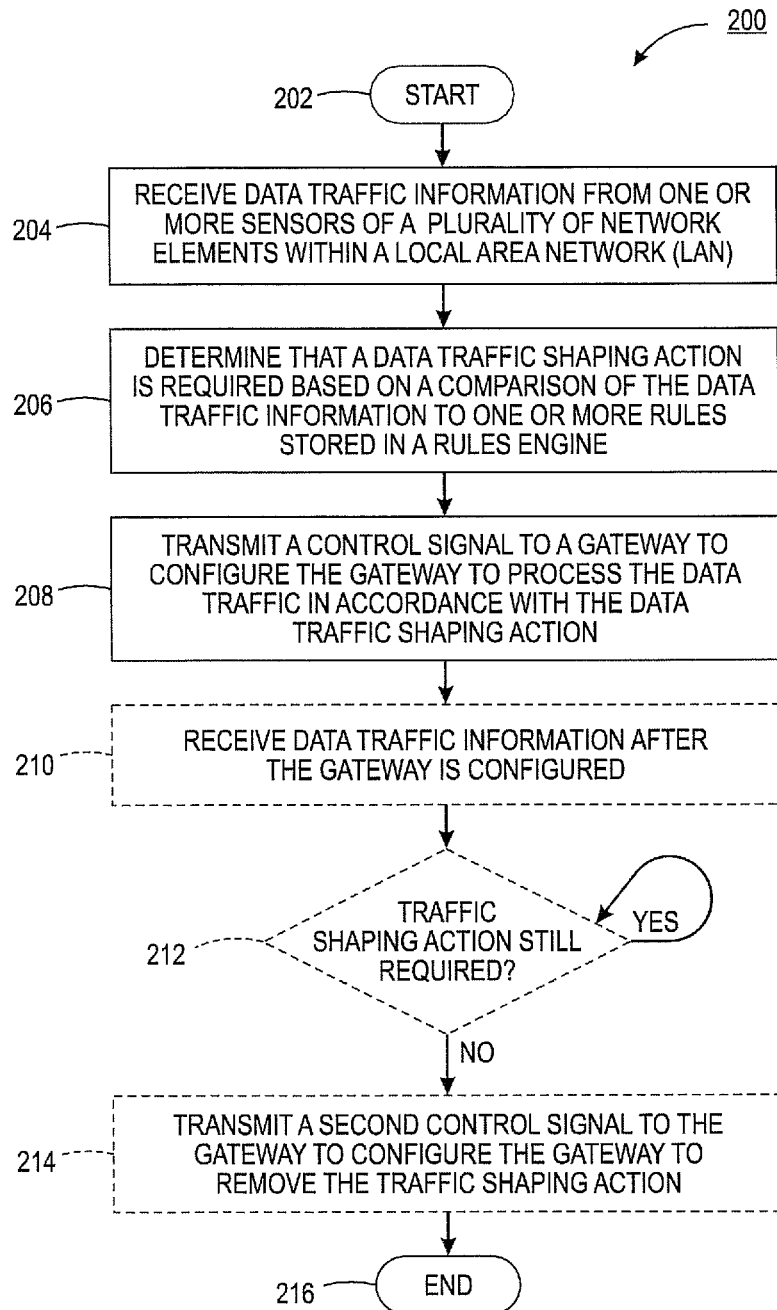 200
202
START
204
RECEIVE DATA TRAFFIC INFORMATION FROM ONE OR
MORE SENSORS OF A PLURALITY OF NETWORK
ELEMENTS WITHIN A LOCAL AREA NETWORK (LAN)
206
DETERMINE THAT A DATA TRAFFIC SHAPING ACTION
IS REQUIRED BASED ON A COMPARISON OF THE DATA
TRAFFIC INFORMATION TO ONE OR MORE RULES
STORED IN A RULES ENGINE
208
TRANSMIT A CONTROL SIGNAL TO A GATEWAY TO
CONFIGURE THE GATEWAY TO PROCESS THE DATA
TRAFFIC IN ACCORDANCE WITH THE DATA
TRAFFIC SHAPING ACTION
210
RECEIVE DATA TRAFFIC INFORMATION AFTER
THE GATEWAY IS CONFIGURED
212
TRAFFIC
SHAPING ACTION STILL
REQUIRED?
YES
NO
214
TRANSMIT A SECOND CONTROL SIGNAL TO THE
GATEWAY TO CONFIGURE THE GATEWAY TO
REMOVE THE TRAFFIC SHAPING ACTION
216
END